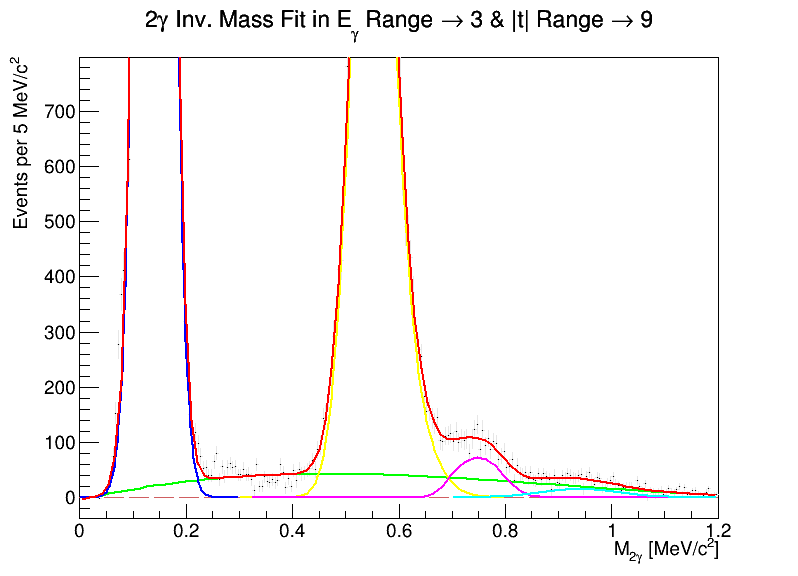 2γ Inv. Mass Fit in Eγ Range → 3 & |t| Range → 9
Events per 5 MeV/c²
700
600
500
400
300
200
100
0
0 0.2 0.4 0.6 0.8 1 1.2
M2γ [MeV/c²]